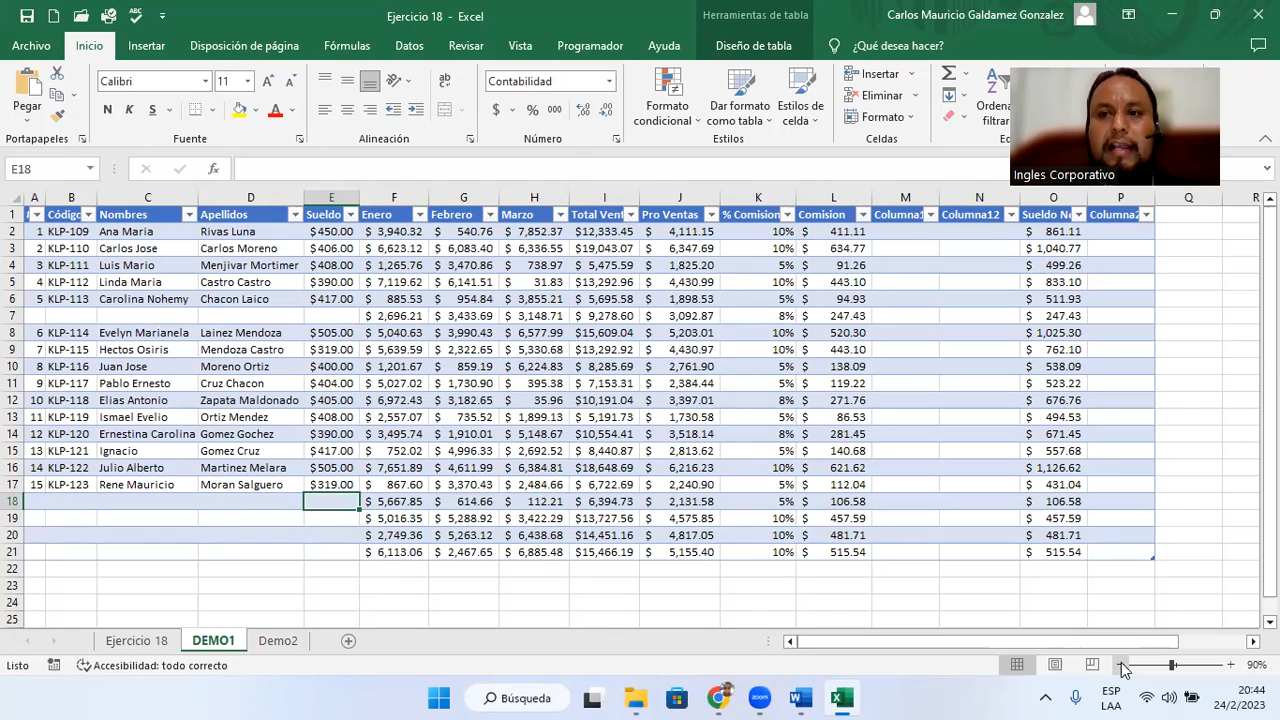 Ejercicio 18 - Excel
Herramientas de tabla
Carlos Mauricio Galdamez Gonzalez
Archivo Inicio Insertar Disposición de página Fórmulas Datos Revisar Vista Programador Ayuda Diseño de tabla ¿Qué desea hacer?
Pegar
Calibri 11
N K S
ab
Contabilidad
$ % 000
Formato condicional
Dar formato como tabla
Estilos de celda
Insertar
Eliminar
Formato
Ordena
filtrar
Portapapeles Fuente Alineación Número Estilos Celdas
Ingles Corporativo
E18 fx
A B C D E F G H I J K L M N O P Q R
1 Código Nombres Apellidos Sueldo Enero Febrero Marzo Total Vent Pro Ventas % Comision Comision Columna1 Columna12 Sueldo Ne Columna2
2 1 KLP-109 Ana Maria Rivas Luna $450.00 $ 3,940.32 $ 540.76 $ 7,852.37 $12,333.45 $ 4,111.15 10% $ 411.11 $ 861.11
3 2 KLP-110 Carlos Jose Carlos Moreno $406.00 $ 6,623.12 $ 6,083.40 $ 6,336.55 $19,043.07 $ 6,347.69 10% $ 634.77 $ 1,040.77
4 3 KLP-111 Luis Mario Menjivar Mortimer $408.00 $ 1,265.76 $ 3,470.86 $ 738.97 $ 5,475.59 $ 1,825.20 5% $ 91.26 $ 499.26
5 4 KLP-112 Linda Maria Castro Castro $390.00 $ 7,119.62 $ 6,141.51 $ 31.83 $13,292.96 $ 4,430.99 10% $ 443.10 $ 833.10
6 5 KLP-113 Carolina Nohemy Chacon Laico $417.00 $ 885.53 $ 954.84 $ 3,855.21 $ 5,695.58 $ 1,898.53 5% $ 94.93 $ 511.93
7 $ 2,696.21 $ 3,433.69 $ 3,148.71 $ 9,278.60 $ 3,092.87 8% $ 247.43 $ 247.43
8 6 KLP-114 Evelyn Marianela Lainez Mendoza $505.00 $ 5,040.63 $ 3,990.43 $ 6,577.99 $15,609.04 $ 5,203.01 10% $ 520.30 $ 1,025.30
9 7 KLP-115 Hectos Osiris Mendoza Castro $319.00 $ 5,639.59 $ 2,322.65 $ 5,330.68 $13,292.92 $ 4,430.97 10% $ 443.10 $ 762.10
10 8 KLP-116 Juan Jose Moreno Ortiz $400.00 $ 1,201.67 $ 859.19 $ 6,224.83 $ 8,285.69 $ 2,761.90 5% $ 138.09 $ 538.09
11 9 KLP-117 Pablo Ernesto Cruz Chacon $404.00 $ 5,027.02 $ 1,730.90 $ 395.38 $ 7,153.31 $ 2,384.44 5% $ 119.22 $ 523.22
12 10 KLP-118 Elias Antonio Zapata Maldonado $405.00 $ 6,972.43 $ 3,182.65 $ 35.96 $10,191.04 $ 3,397.01 8% $ 271.76 $ 676.76
13 11 KLP-119 Ismael Evelio Ortiz Mendez $408.00 $ 2,557.07 $ 735.52 $ 1,899.13 $ 5,191.73 $ 1,730.58 5% $ 86.53 $ 494.53
14 12 KLP-120 Ernestina Carolina Gomez Gochez $390.00 $ 3,495.74 $ 1,910.01 $ 5,148.67 $10,554.41 $ 3,518.14 8% $ 281.45 $ 671.45
15 13 KLP-121 Ignacio Gomez Cruz $417.00 $ 752.02 $ 4,996.33 $ 2,692.52 $ 8,440.87 $ 2,813.62 5% $ 140.68 $ 557.68
16 14 KLP-122 Julio Alberto Martinez Melara $505.00 $ 7,651.89 $ 4,611.99 $ 6,384.81 $18,648.69 $ 6,216.23 10% $ 621.62 $ 1,126.62
17 15 KLP-123 Rene Mauricio Moran Salguero $319.00 $ 867.60 $ 3,370.43 $ 2,484.66 $ 6,722.69 $ 2,240.90 5% $ 112.04 $ 431.04
18 $ 5,667.85 $ 614.66 $ 112.21 $ 6,394.73 $ 2,131.58 5% $ 106.58 $ 106.58
19 $ 5,016.35 $ 5,288.92 $ 3,422.29 $13,727.56 $ 4,575.85 10% $ 457.59 $ 457.59
20 $ 2,749.36 $ 5,263.12 $ 6,438.68 $14,451.16 $ 4,817.05 10% $ 481.71 $ 481.71
21 $ 6,113.06 $ 2,467.65 $ 6,885.48 $15,466.19 $ 5,155.40 10% $ 515.54 $ 515.54
22
23
24
25
Ejercicio 18 DEMO1 Demo2
Listo Accesibilidad: todo correcto 90%
Búsqueda
zoom
ESP
LAA
20:44
24/2/2023